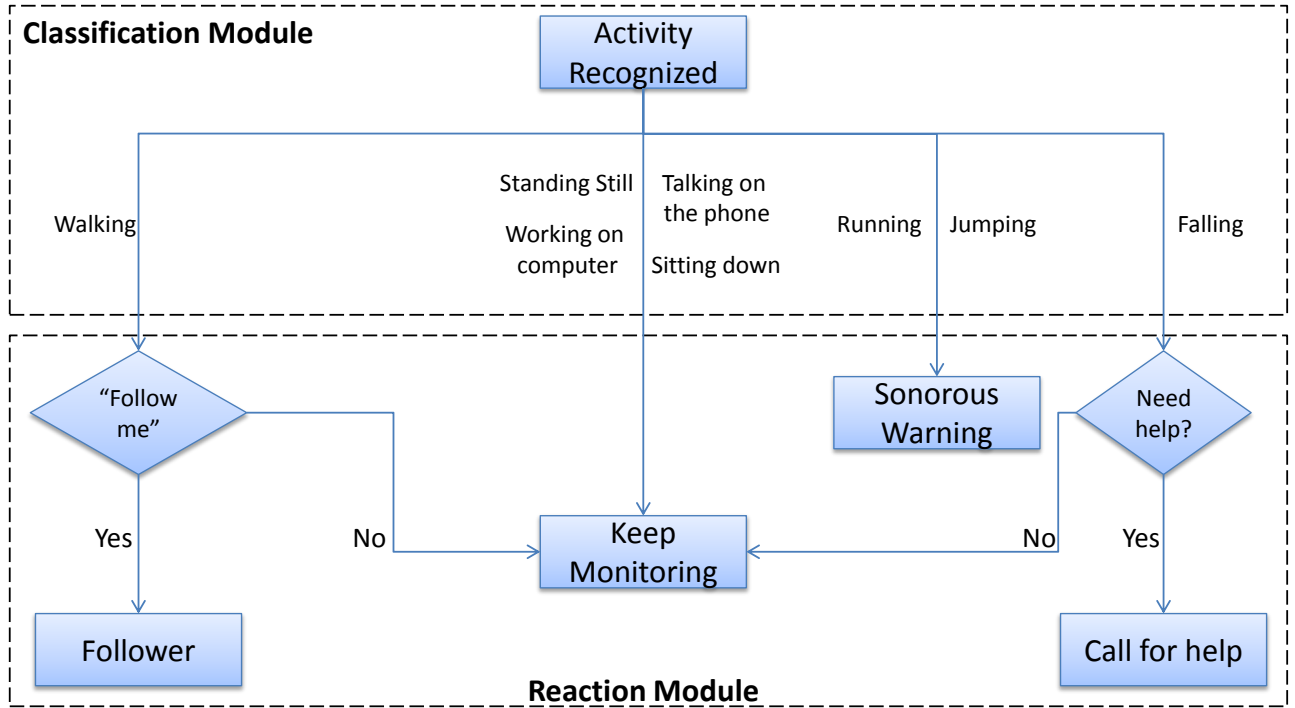 Classification Module
Activity
Recognized
Walking
Standing Still
Talking on
the phone
Working on
computer
Sitting down
Running
Jumping
Falling
“Follow
me”
Sonorous
Warning
Need
help?
Yes
No
Keep
Monitoring
No
Yes
Follower
Call for help
Reaction Module